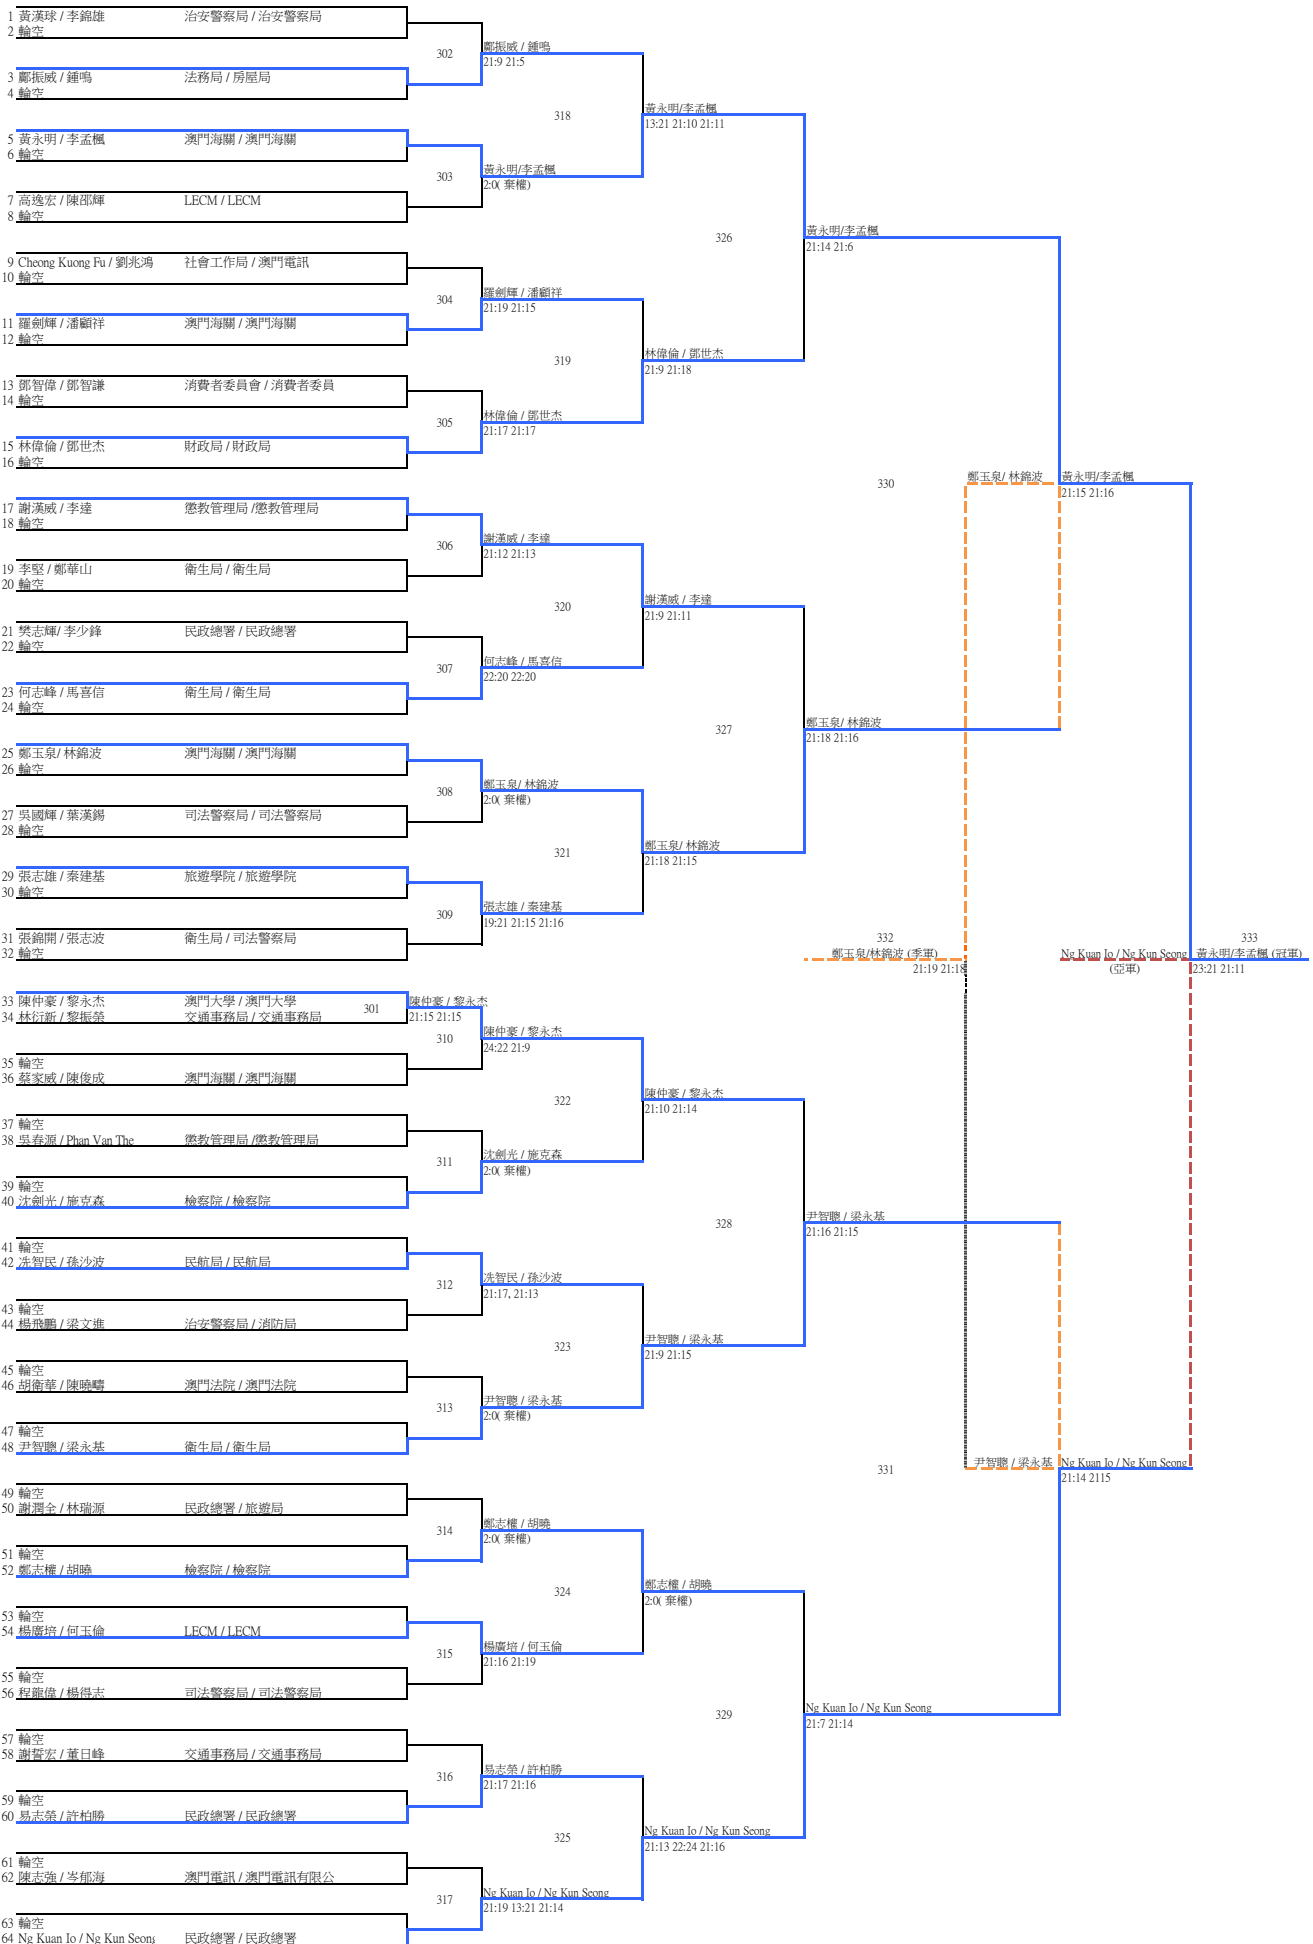 1 黃漢球 / 李錦雄 治安警察局 / 治安警察局
2 輪空
302
鄺振威 / 鍾鳴
21:9 21:5
3 鄺振威 / 鍾鳴 法務局 / 房屋局
4 輪空
318
黃永明/李孟楓
13:21 21:10 21:11
5 黃永明 / 李孟楓 澳門海關 / 澳門海關
6 輪空
303
黃永明/李孟楓
2:0( 棄權)
7 高逸宏 / 陳邵輝 LECM / LECM
8 輪空
326
黃永明/李孟楓
21:14 21:6
9 Cheong Kuong Fu / 劉兆鴻 社會工作局 / 澳門電訊
10 輪空
304
羅劍輝 / 潘顧祥
21:19 21:15
11 羅劍輝 / 潘顧祥 澳門海關 / 澳門海關
12 輪空
319
林偉倫 / 鄧世杰
21:9 21:18
13 鄧智偉 / 鄧智謙 消費者委員會 / 消費者委員
14 輪空
305
林偉倫 / 鄧世杰
21:17 21:17
15 林偉倫 / 鄧世杰 財政局 / 財政局
16 輪空
330
鄭玉泉/ 林錦波
黃永明/李孟楓
21:15 21:16
17 謝漢威 / 李達 懲教管理局 /懲教管理局
18 輪空
306
謝漢威 / 李達
21:12 21:13
19 李堅 / 鄭華山 衛生局 / 衛生局
20 輪空
320
謝漢威 / 李達
21:9 21:11
21 樊志輝/ 李少鋒 民政總署 / 民政總署
22 輪空
307
何志峰 / 馬喜信
22:20 22:20
23 何志峰 / 馬喜信 衛生局 / 衛生局
24 輪空
327
鄭玉泉/ 林錦波
21:18 21:16
25 鄭玉泉/ 林錦波 澳門海關 / 澳門海關
26 輪空
308
鄭玉泉/ 林錦波
2:0( 棄權)
27 吳國輝 / 葉漢錫 司法警察局 / 司法警察局
28 輪空
321
鄭玉泉/ 林錦波
21:18 21:15
29 張志雄 / 秦建基 旅遊學院 / 旅遊學院
30 輪空
309
張志雄 / 秦建基
19:21 21:15 21:16
31 張錦開 / 張志波 衛生局 / 司法警察局
32 輪空
332
鄭玉泉/林錦波 (季軍)
21:19 21:18
Ng Kuan Io / Ng Kun Seong
(亞軍)
333
黃永明/李孟楓 (冠軍)
23:21 21:11
33 陳仲豪 / 黎永杰 澳門大學 / 澳門大學
34 林衍新 / 黎振榮 交通事務局 / 交通事務局
301
陳仲豪 / 黎永杰
21:15 21:15
310
陳仲豪 / 黎永杰
24:22 21:9
35 輪空
36 蔡家威 / 陳俊成 澳門海關 / 澳門海關
322
陳仲豪 / 黎永杰
21:10 21:14
37 輪空
38 吳春源 / Phan Van The 懲教管理局 /懲教管理局
311
沈劍光 / 施克森
2:0( 棄權)
39 輪空
40 沈劍光 / 施克森 檢察院 / 檢察院
328
尹智聰 / 梁永基
21:16 21:15
41 輪空
42 冼智民 / 孫沙波 民航局 / 民航局
312
冼智民 / 孫沙波
21:17, 21:13
43 輪空
44 楊飛鵬 / 梁文進 治安警察局 / 消防局
323
尹智聰 / 梁永基
21:9 21:15
45 輪空
46 胡衛華 / 陳曉疇 澳門法院 / 澳門法院
313
尹智聰 / 梁永基
2:0( 棄權)
47 輪空
48 尹智聰 / 梁永基 衛生局 / 衛生局
331
尹智聰 / 梁永基
Ng Kuan Io / Ng Kun Seong
21:14 2115
49 輪空
50 謝潤全 / 林瑞源 民政總署 / 旅遊局
314
鄭志權 / 胡曉
2:0( 棄權)
51 輪空
52 鄭志權 / 胡曉 檢察院 / 檢察院
324
鄭志權 / 胡曉
2:0( 棄權)
53 輪空
54 楊廣培 / 何玉倫 LECM / LECM
315
楊廣培 / 何玉倫
21:16 21:19
55 輪空
56 程龍偉 / 楊得志 司法警察局 / 司法警察局
329
Ng Kuan Io / Ng Kun Seong
21:7 21:14
57 輪空
58 謝誓宏 / 董日峰 交通事務局 / 交通事務局
316
易志榮 / 許柏勝
21:17 21:16
59 輪空
60 易志榮 / 許柏勝 民政總署 / 民政總署
325
Ng Kuan Io / Ng Kun Seong
21:13 22:24 21:16
61 輪空
62 陳志強 / 岑郁海 澳門電訊 / 澳門電訊有限公
317
Ng Kuan Io / Ng Kun Seong
21:19 13:21 21:14
63 輪空
64 Ng Kuan Io / Ng Kun Seong 民政總署 / 民政總署